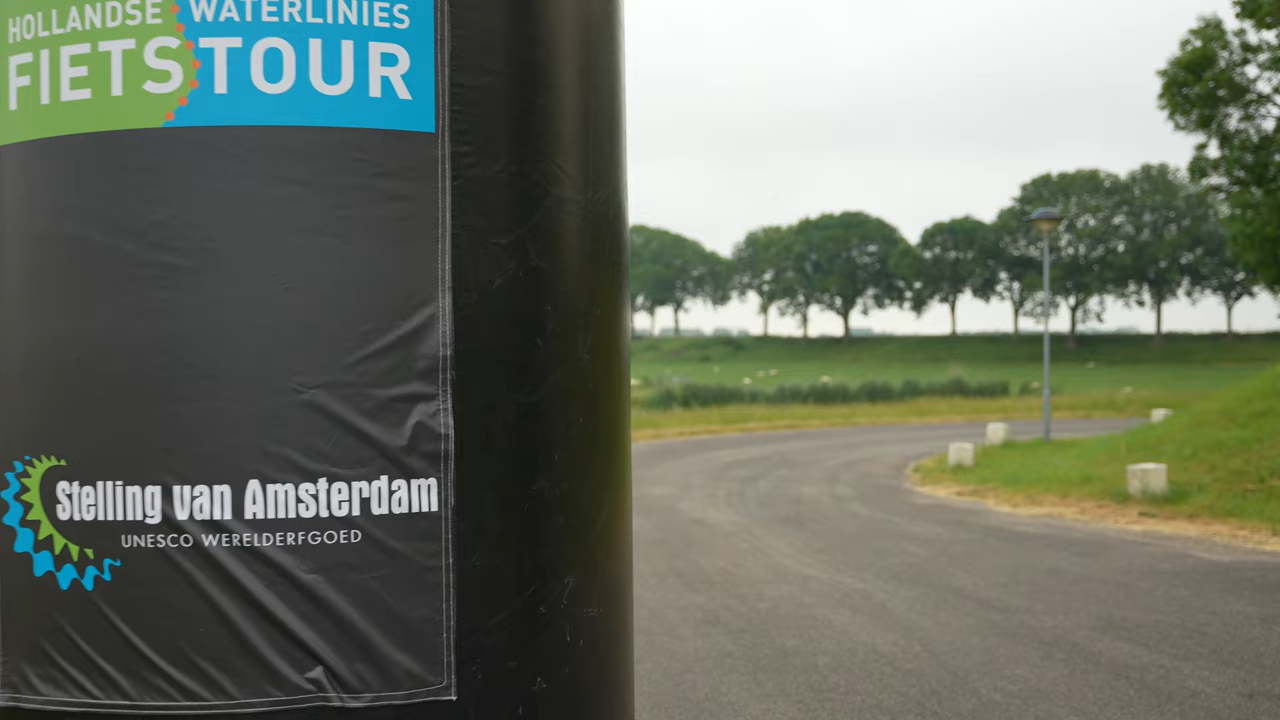 HOLLANDSE WATERLINIES
FIETSTOUR
Stelling van Amsterdam
UNESCO WERELDERFGOED